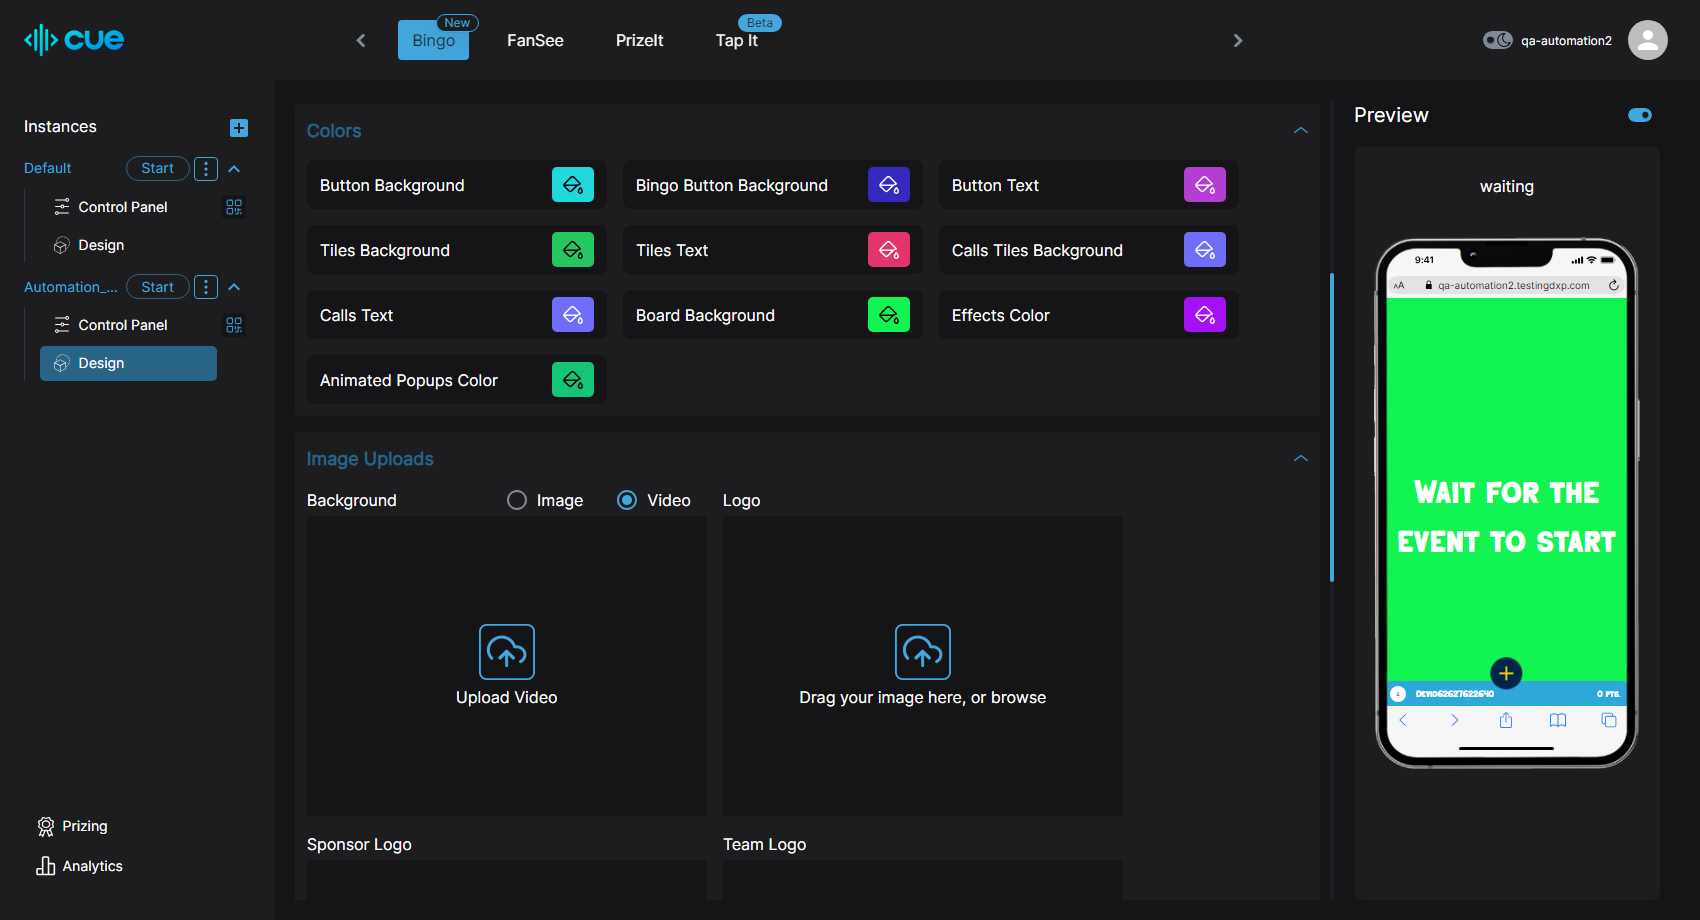 cue
New
Bingo
FanSee
PrizeIt
Beta
Tap It
qa-automation2
Instances
Default
Start
Control Panel
Design
Automation_...
Start
Control Panel
Design
Prizing
Analytics
Colors
Button Background
Bingo Button Background
Button Text
Tiles Background
Tiles Text
Calls Tiles Background
Calls Text
Board Background
Effects Color
Animated Popups Color
Image Uploads
Background
Image
Video
Logo
Upload Video
Drag your image here, or browse
Sponsor Logo
Team Logo
Preview
waiting
9:41
AA
qa-automation2.testingdxp.com
WAIT FOR THE
EVENT TO START
DEVID62627622640
0 PTS.